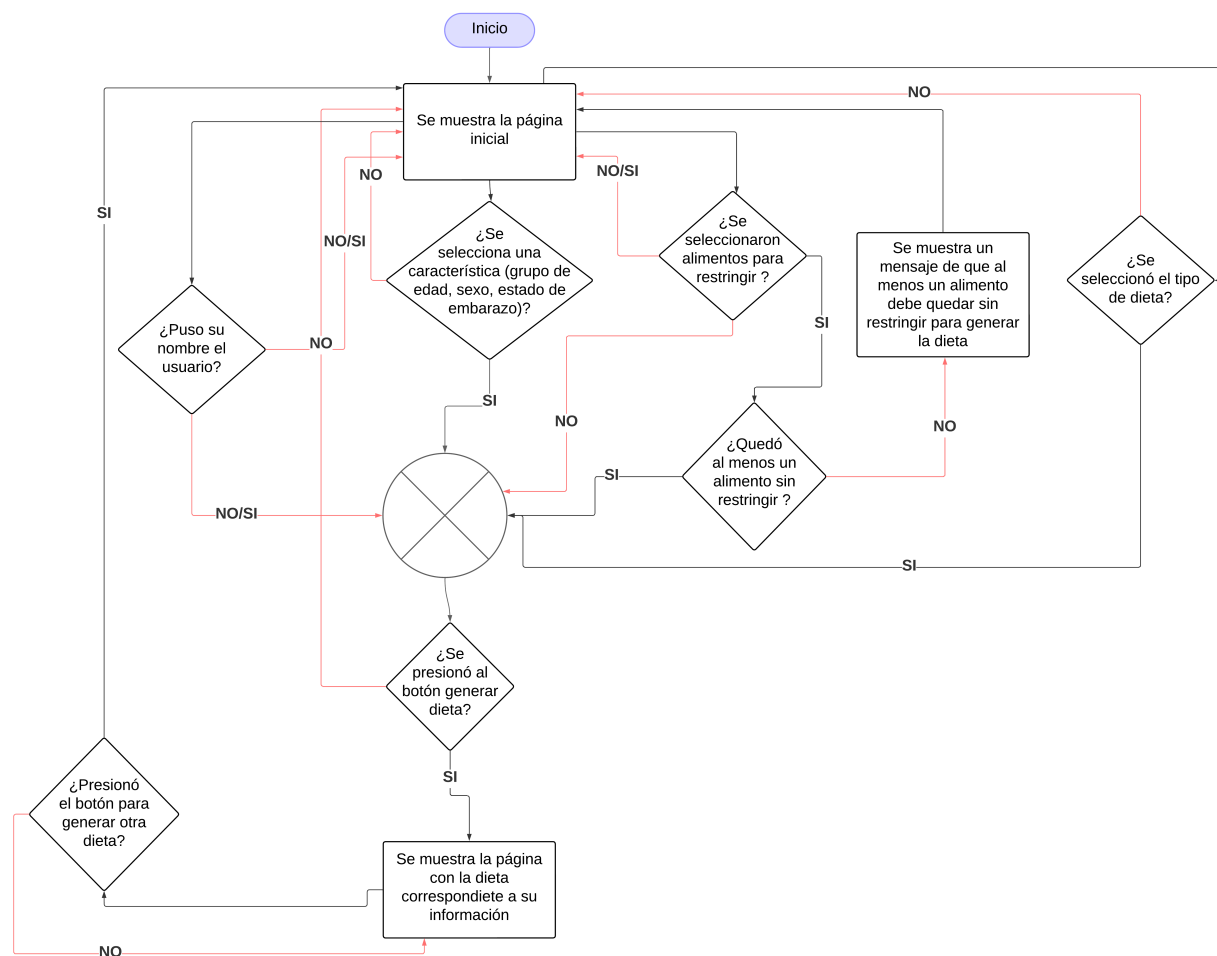 Inicio
Se muestra la página
inicial
NO
NO/SI
NO
SI
NO/SI
¿Se
selecciona una
característica (grupo de
edad, sexo, estado de
embarazo)?
¿Se
seleccionaron
alimentos para
restringir ?
Se muestra un
mensaje de que al
menos un alimento
debe quedar sin
restringir para generar
la dieta
¿Se
seleccionó el tipo
de dieta?
¿Puso su
nombre el
usuario?
NO
SI
SI
NO
NO
¿Quedó
al menos un
alimento sin
restringir ?
SI
NO/SI
SI
¿Se
presionó al
botón generar
dieta?
SI
¿Presionó
el botón para
generar otra
dieta?
Se muestra la página
con la dieta
correspondiete a su
información
NO